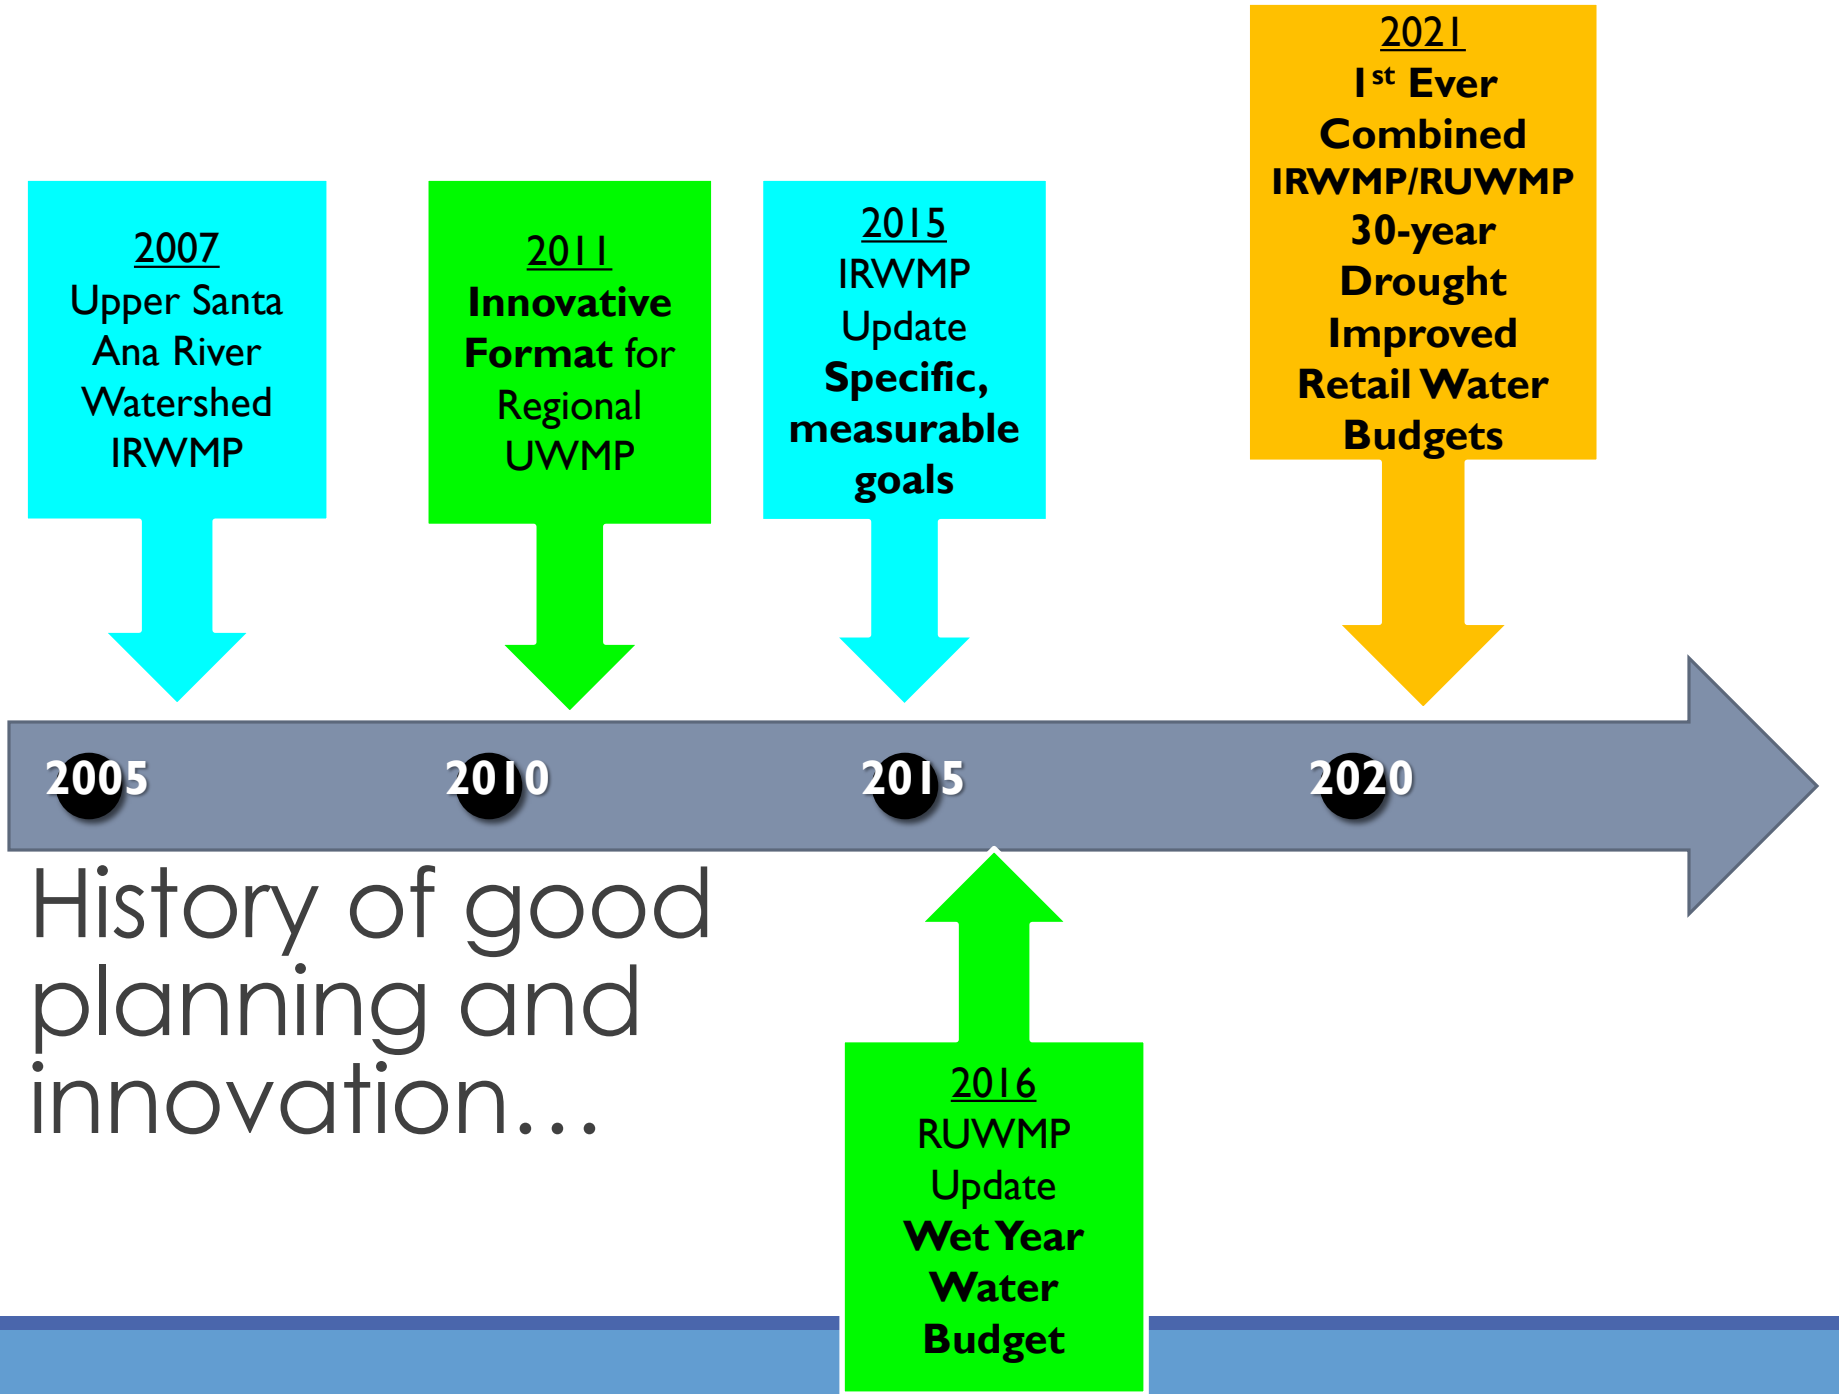 2007
Upper Santa
Ana River
Watershed
IRWMP
2011
Innovative
Format for
Regional
UWMP
2015
IRWMP
Update
Specific,
measurable
goals
2021
1st Ever
Combined
IRWMP/RUWMP
30-year
Drought
Improved
Retail Water
Budgets
2005
2010
2015
2020
History of good
planning and
innovation...
2016
RUWMP
Update
Wet Year
Water
Budget